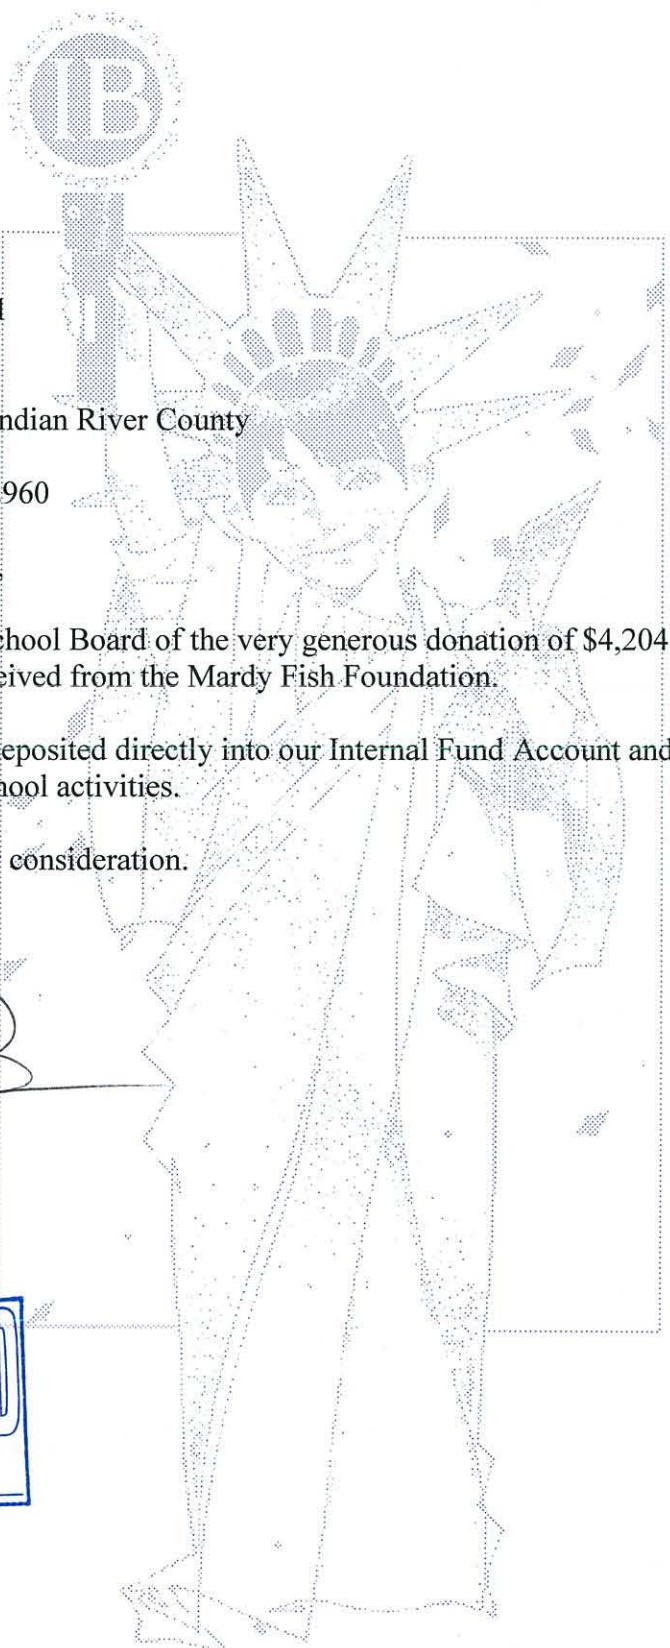 IB
ndian River County
960
chool Board of the very generous donation of $4,204
eived from the Mardy Fish Foundation.
eposited directly into our Internal Fund Account and
hool activities.
consideration.